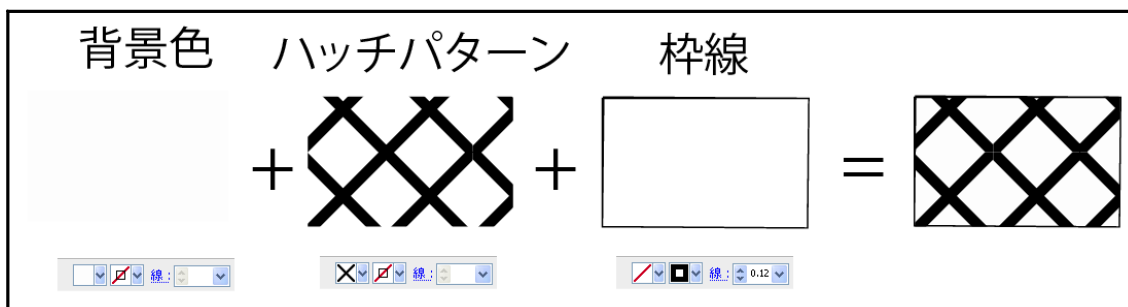 背景色 ハッチパターン 枠線
+ + =
線: 線: 線: 0.12